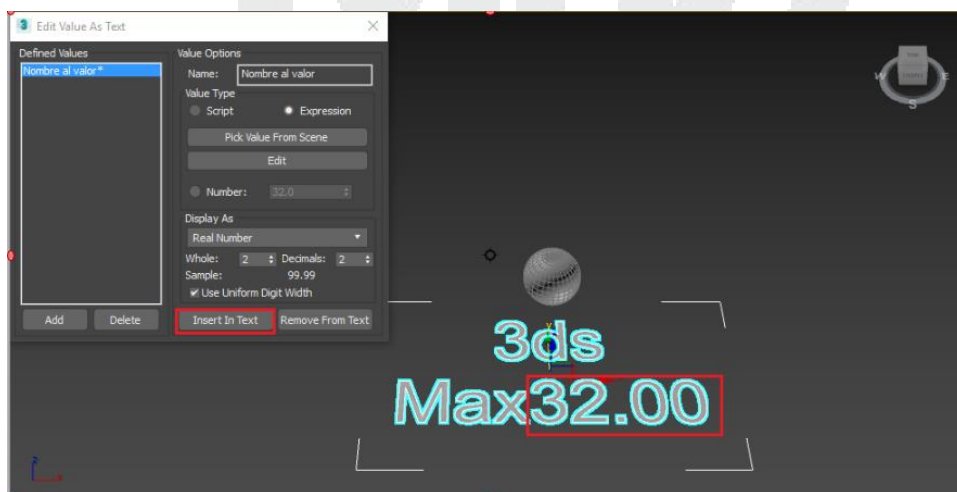 3 Edit Value As Text
Defined Values
Nombre al valor*
Add Delete
Value Options
Name: Nombre al valor
Value Type
Script Expression
Pick Value From Scene
Edit
Number: 32.0
Display As
Real Number
Whole: 2 Decimals: 2
Sample: 99.99
Use Uniform Digit Width
Insert In Text Remove From Text
W E
S
3ds
Max32.00
z
x